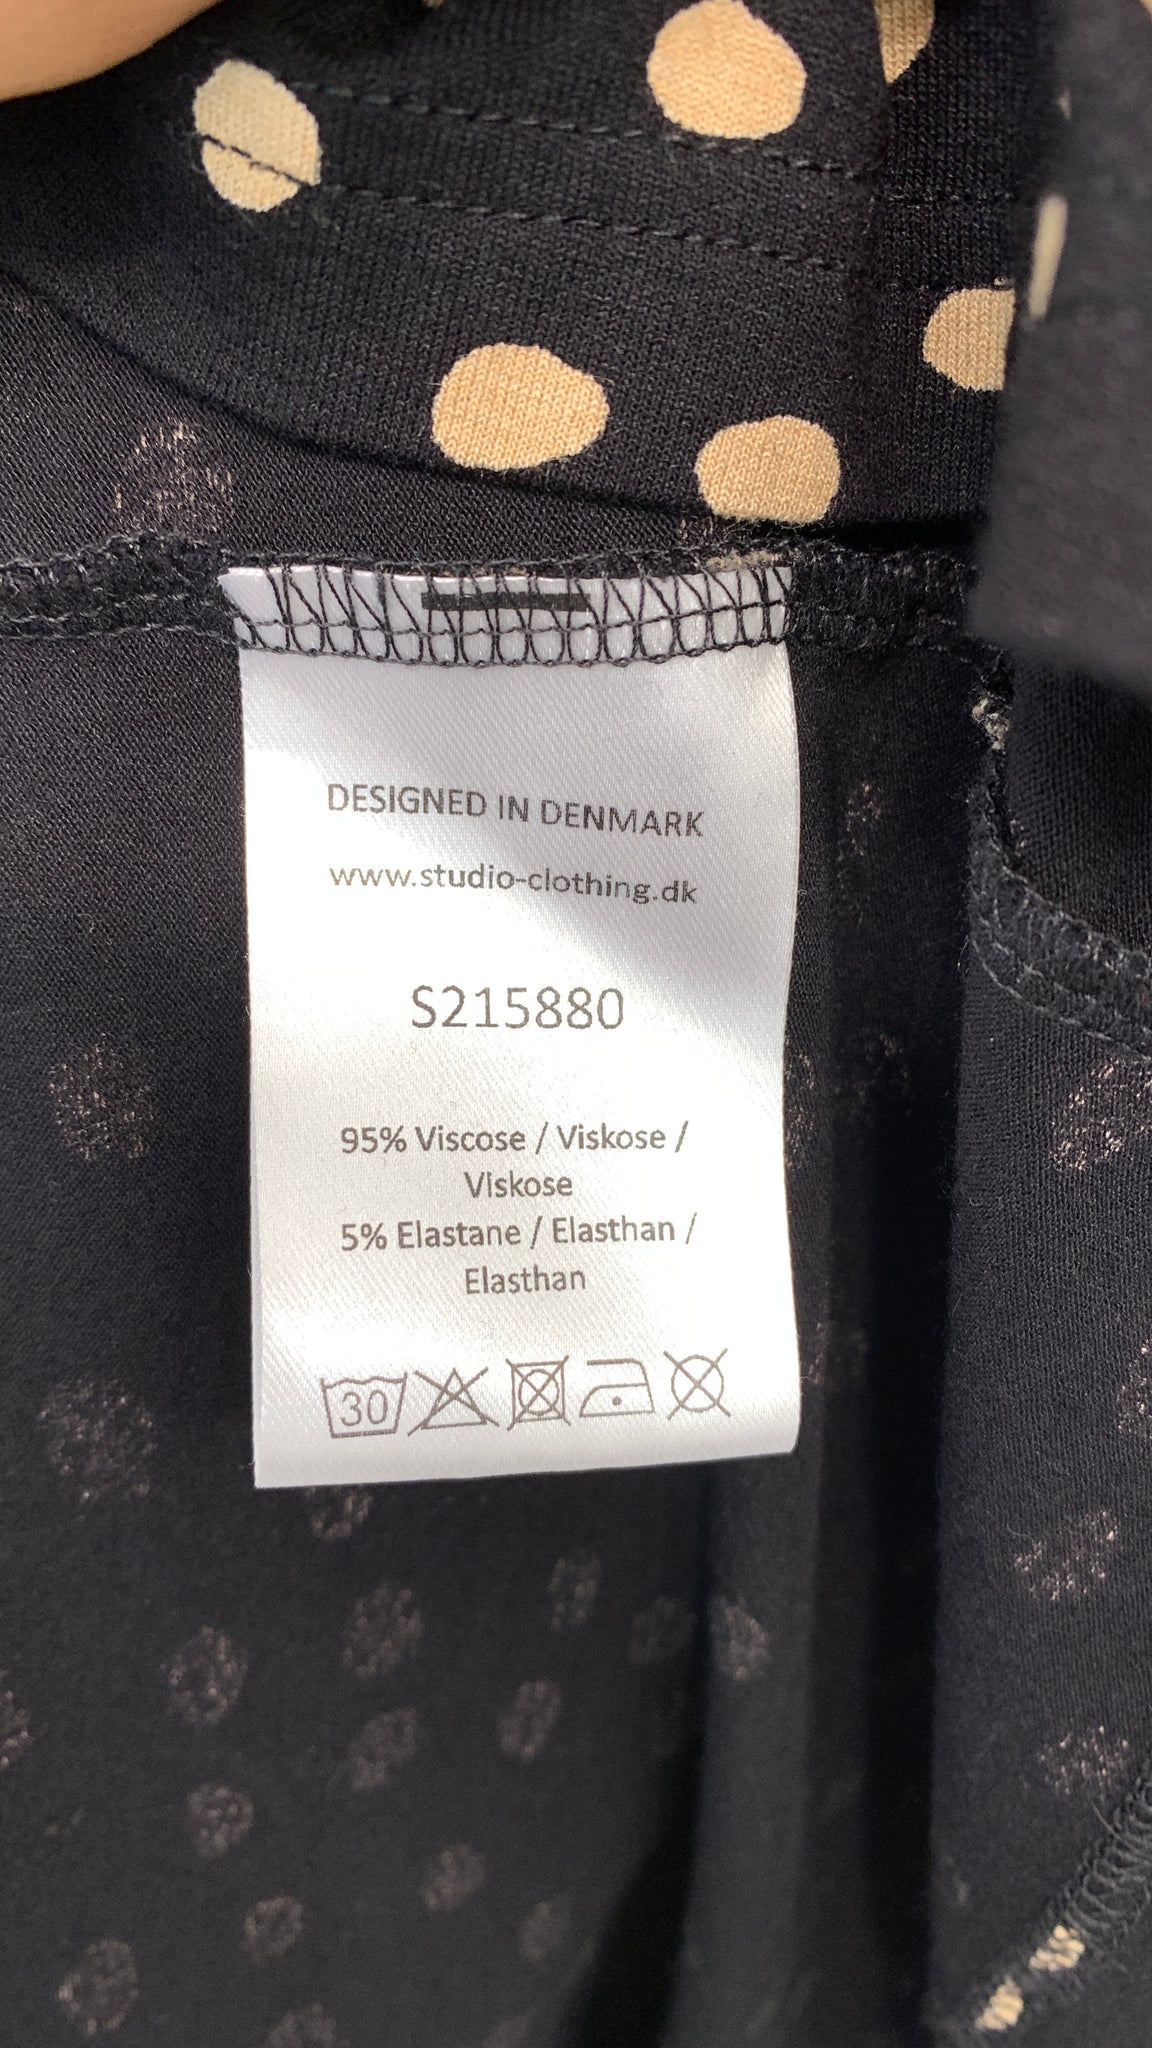 DESIGNED IN DENMARK
www.studio-clothing.dk
S215880
95% Viscose / Viskose /
Viskose
5% Elastane / Elasthan /
Elasthan
30